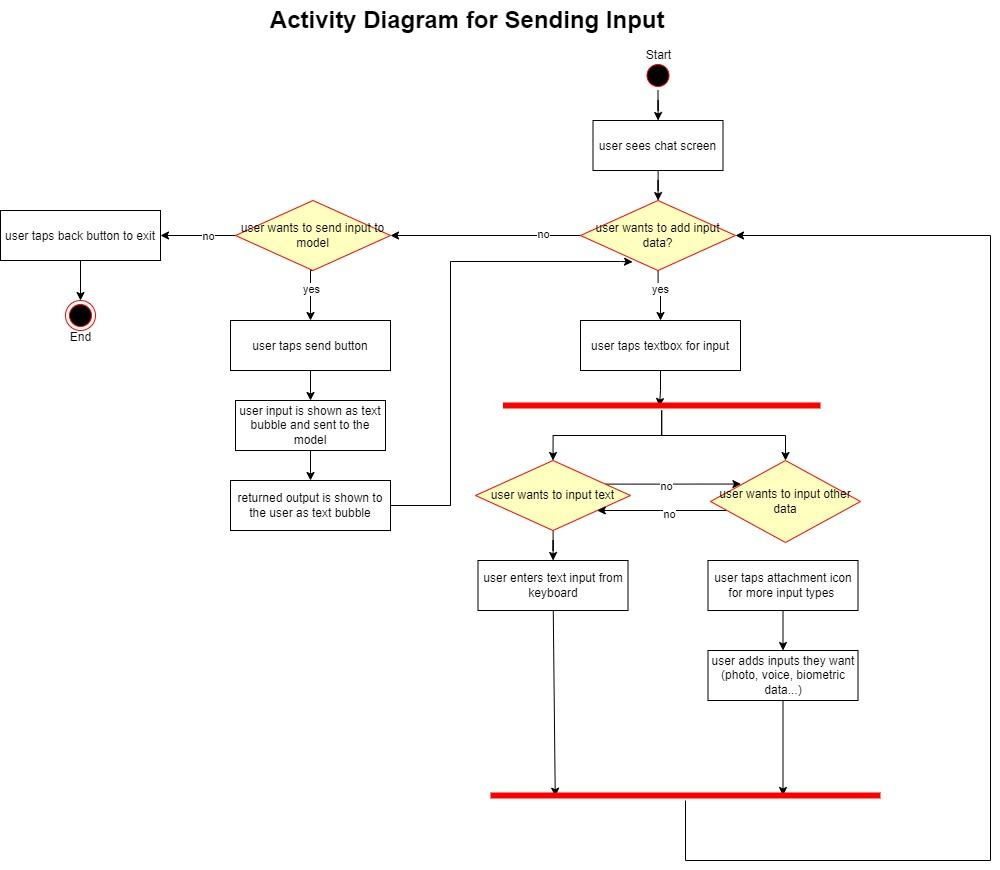 Activity Diagram for Sending Input
Start
user sees chat screen
user taps back button to exit
no
user wants to send input to
model
no
user wants to add input
data?
yes
yes
End
user taps send button
user taps textbox for input
user input is shown as text
bubble and sent to the
model
returned output is shown to
the user as text bubble
user wants to input text
no
no
user wants to input other
data
user enters text input from
keyboard
user taps attachment icon
for more input types
user adds inputs they want
(photo, voice, biometric
data...)